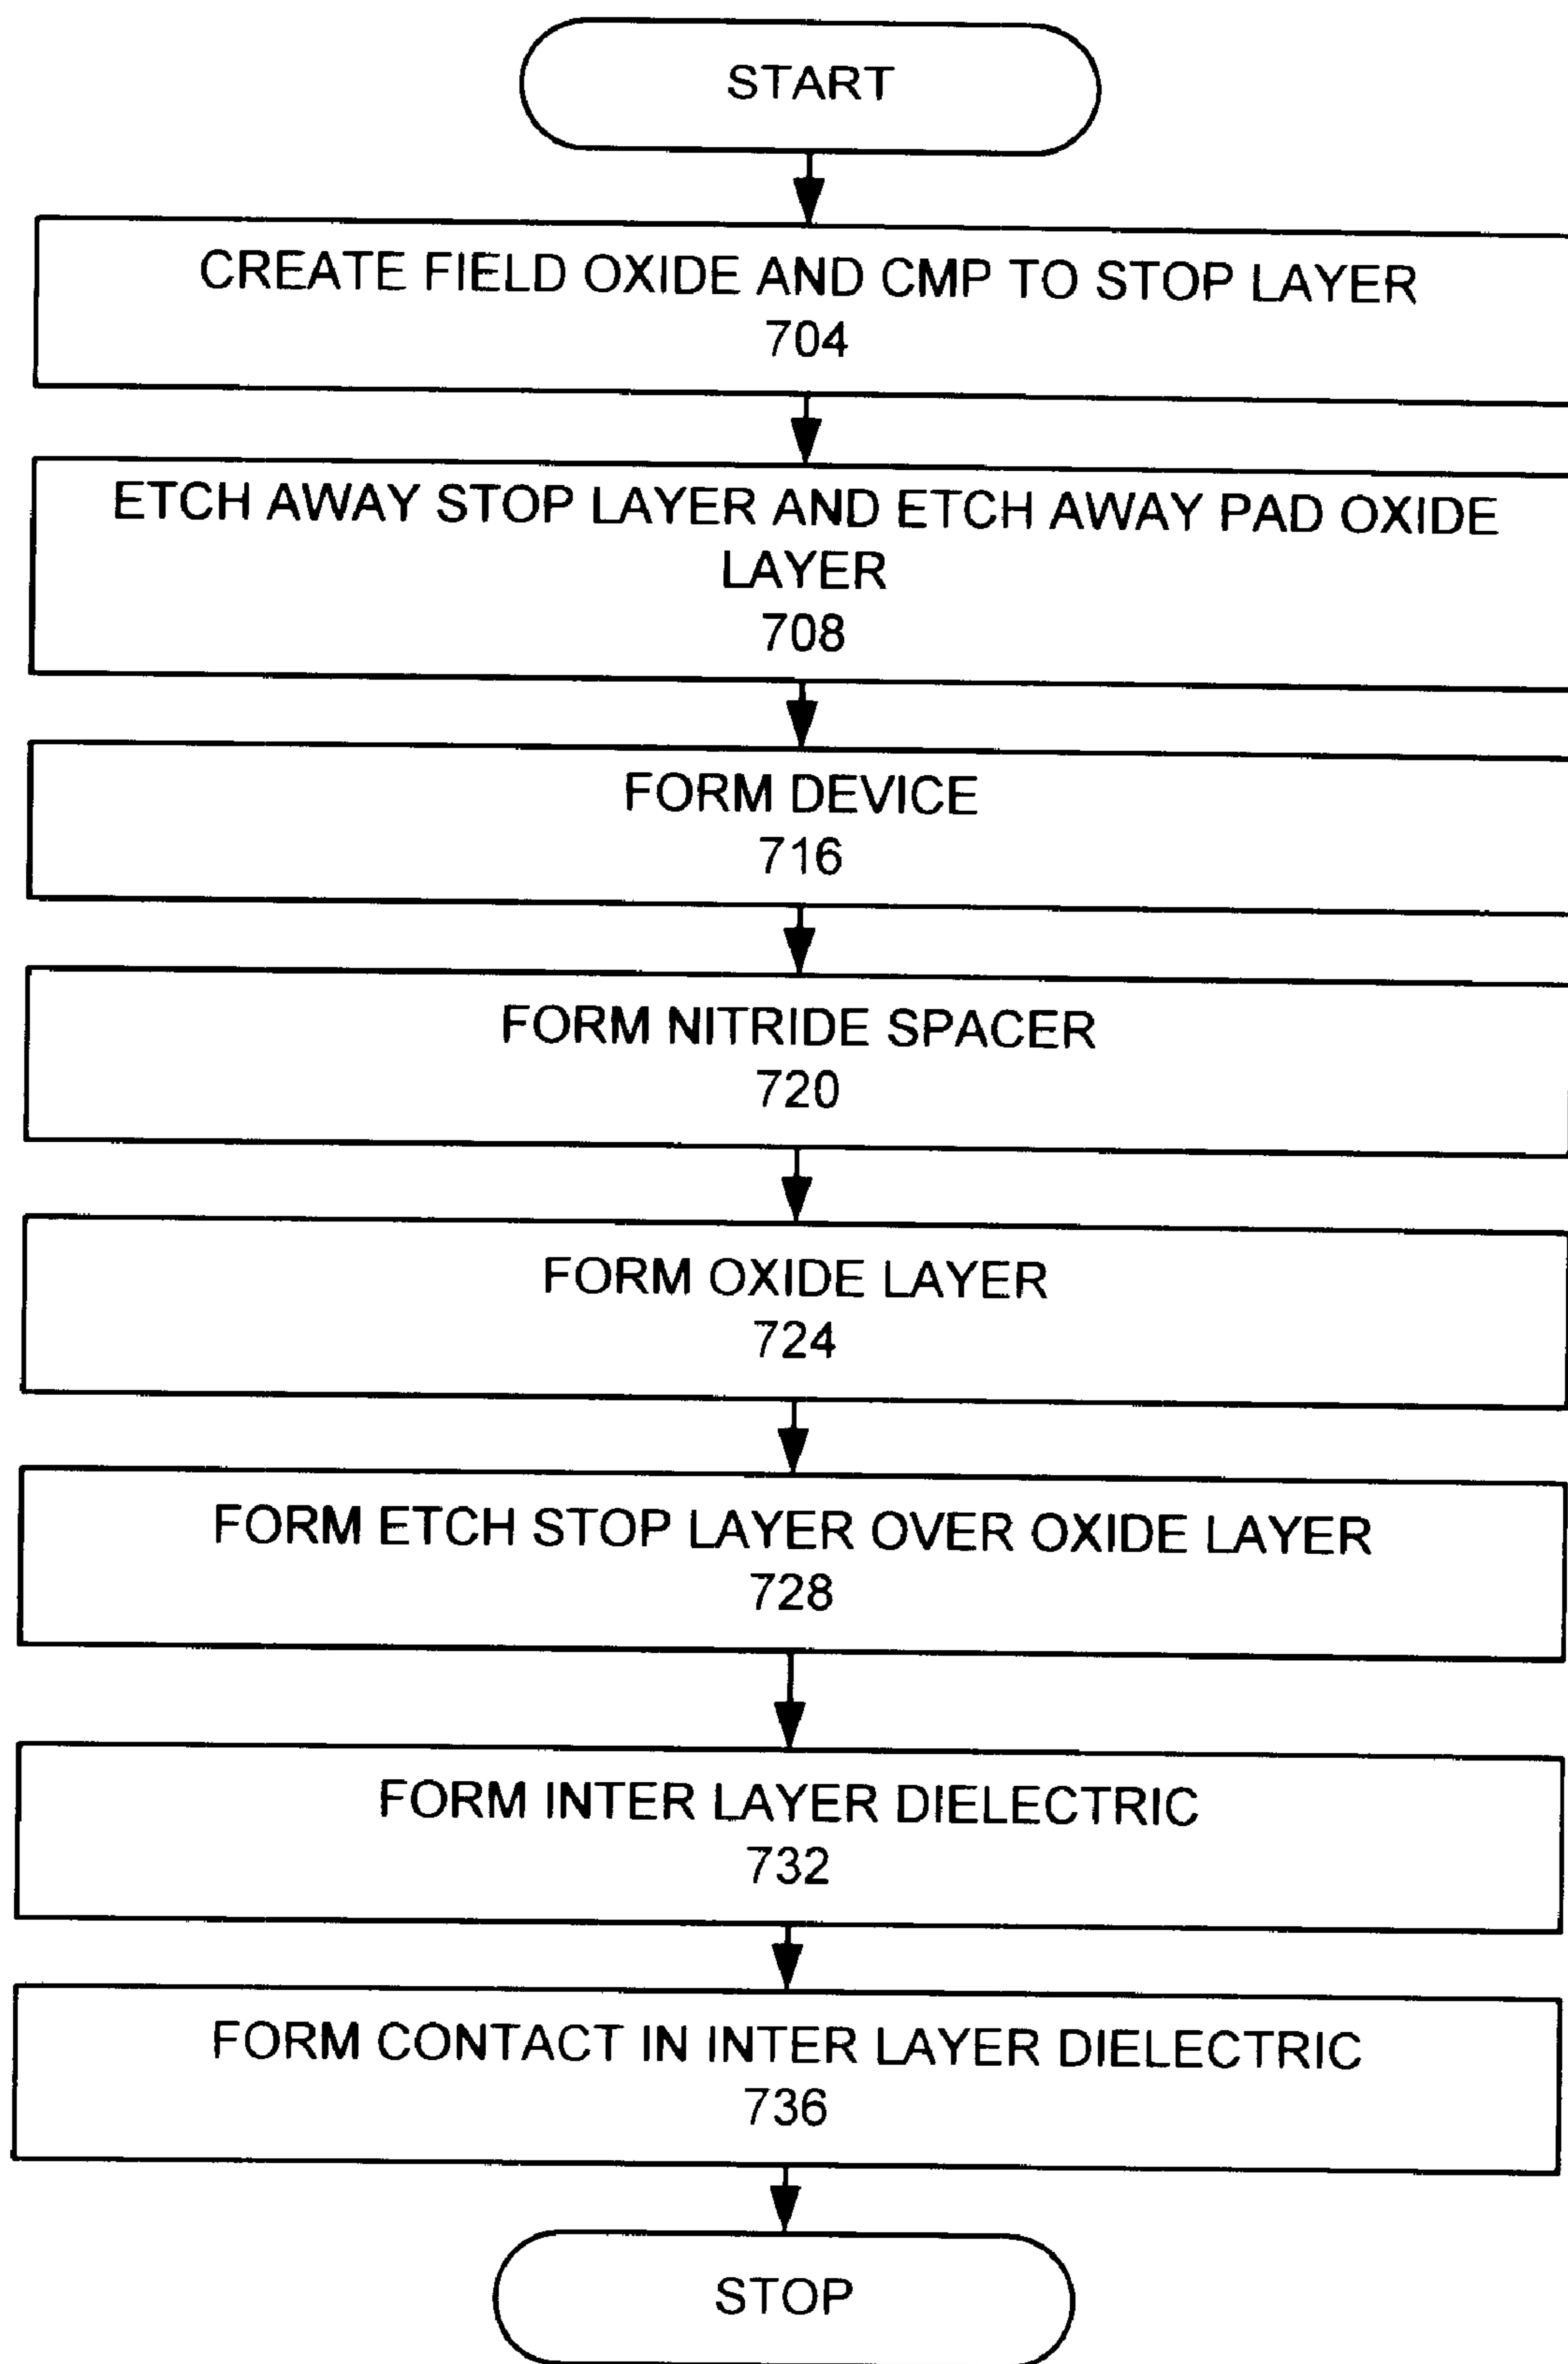 START
CREATE FIELD OXIDE AND CMP TO STOP LAYER
704
ETCH AWAY STOP LAYER AND ETCH AWAY PAD OXIDE
LAYER
708
FORM DEVICE
716
FORM NITRIDE SPACER
720
FORM OXIDE LAYER
724
FORM ETCH STOP LAYER OVER OXIDE LAYER
728
FORM INTER LAYER DIELECTRIC
732
FORM CONTACT IN INTER LAYER DIELECTRIC
736
STOP